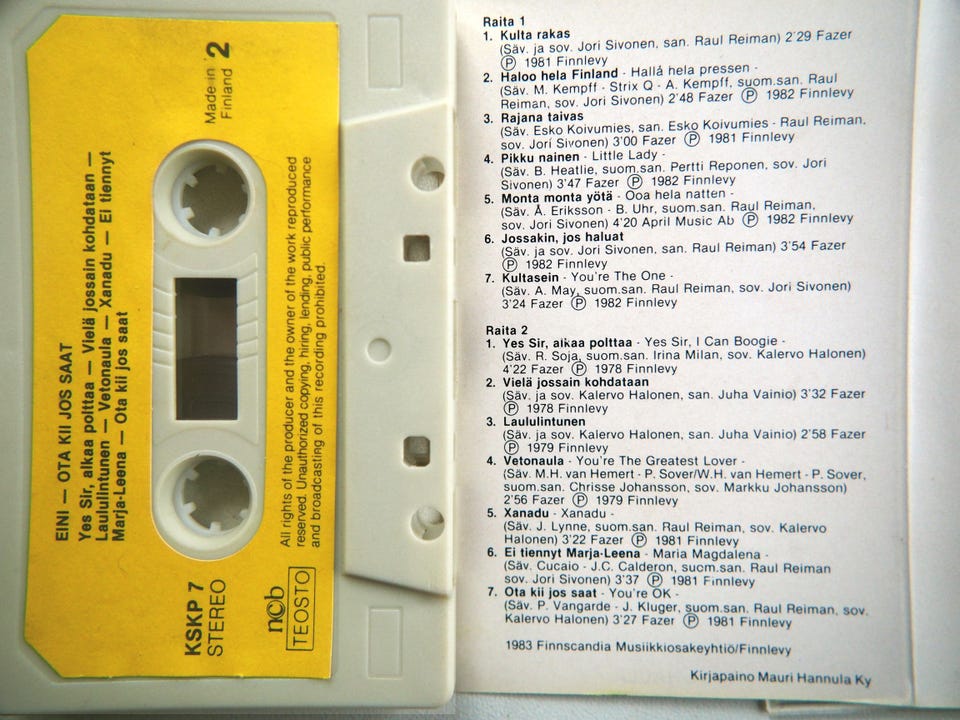 EINI — OTA KII JOS SAAT
Yes Sir, alkaa polttaa — Vielä jossain kohdataan —
Laululintunen — Vetonaula — Xanadu — Ei tiennyt
Marja-Leena — Ota kii jos saat
Made in
Finland
2
All rights of the producer and the owner of the work reproduced
reserved. Unauthorized copying, hiring, lending, public performance
and broadcasting of this recording prohibited.
KSKP 7
STEREO
ncb
TEOSTO
Raita 1
1. Kulta rakas
(Säv. ja sov. Jori Sivonen, san. Raul Reiman) 2'29 Fazer
Ⓟ 1981 Finnlevy
2. Haloo hela Finland - Hallå hela pressen -
(Säv. M. Kempff - Strix Q - A. Kempff, suom.san. Raul
Reiman, sov. Jori Sivonen) 2'48 Fazer Ⓟ 1982 Finnlevy
3. Rajana taivas
(Säv. Esko Koivumies, san. Esko Koivumies - Raul Reiman,
sov. Jori Sivonen) 3'00 Fazer Ⓟ 1981 Finnlevy
4. Pikku nainen - Little Lady -
(Säv. B. Heatlie, suom.san. Pertti Reponen, sov. Jori
Sivonen) 3'47 Fazer Ⓟ 1982 Finnlevy
5. Monta monta yötä - Ooa hela natten -
(Säv. Å. Eriksson - B. Uhr, suom.san. Raul Reiman,
sov. Jori Sivonen) 4'20 April Music Ab Ⓟ 1982 Finnlevy
6. Jossakin, jos haluat
(Säv. ja sov. Jori Sivonen, san. Raul Reiman) 3'54 Fazer
Ⓟ 1982 Finnlevy
7. Kultasein - You're The One -
(Säv. A. May, suom.san. Raul Reiman, sov. Jori Sivonen)
3'24 Fazer Ⓟ 1982 Finnlevy
Raita 2
1. Yes Sir, alkaa polttaa - Yes Sir, I Can Boogie -
(Säv. R. Soja, suom.san. Irina Milan, sov. Kalervo Halonen)
4'22 Fazer Ⓟ 1978 Finnlevy
2. Vielä jossain kohdataan
(Säv. ja sov. Kalervo Halonen, san. Juha Vainio) 3'32 Fazer
Ⓟ 1978 Finnlevy
3. Laululintunen
(Säv. ja sov. Kalervo Halonen, san. Juha Vainio) 2'58 Fazer
Ⓟ 1979 Finnlevy
4. Vetonaula - You're The Greatest Lover -
(Säv. M.H. van Hemert - P. Sover/W.H. van Hemert - P. Sover,
suom.san. Chrisse Johansson, sov. Markku Johansson)
2'56 Fazer Ⓟ 1979 Finnlevy
5. Xanadu - Xanadu -
(Säv. J. Lynne, suom.san. Raul Reiman, sov. Kalervo
Halonen) 3'22 Fazer Ⓟ 1981 Finnlevy
6. Ei tiennyt Marja-Leena - Maria Magdalena -
(Säv. Cucaio - J.C. Calderon, sucm.san. Raul Reiman
sov. Jori Sivonen) 3'37 Ⓟ 1981 Finnlevy
7. Ota kii jos saat - You're OK -
(Säv. P. Vangarde - J. Kluger, suom.san. Raul Reiman, sov.
Kalervo Halonen) 3'27 Fazer Ⓟ 1981 Finnlevy
1983 Finnscandia Musiikkiosakeyhtiö/Finnlevy
Kirjapaino Mauri Hannula Ky